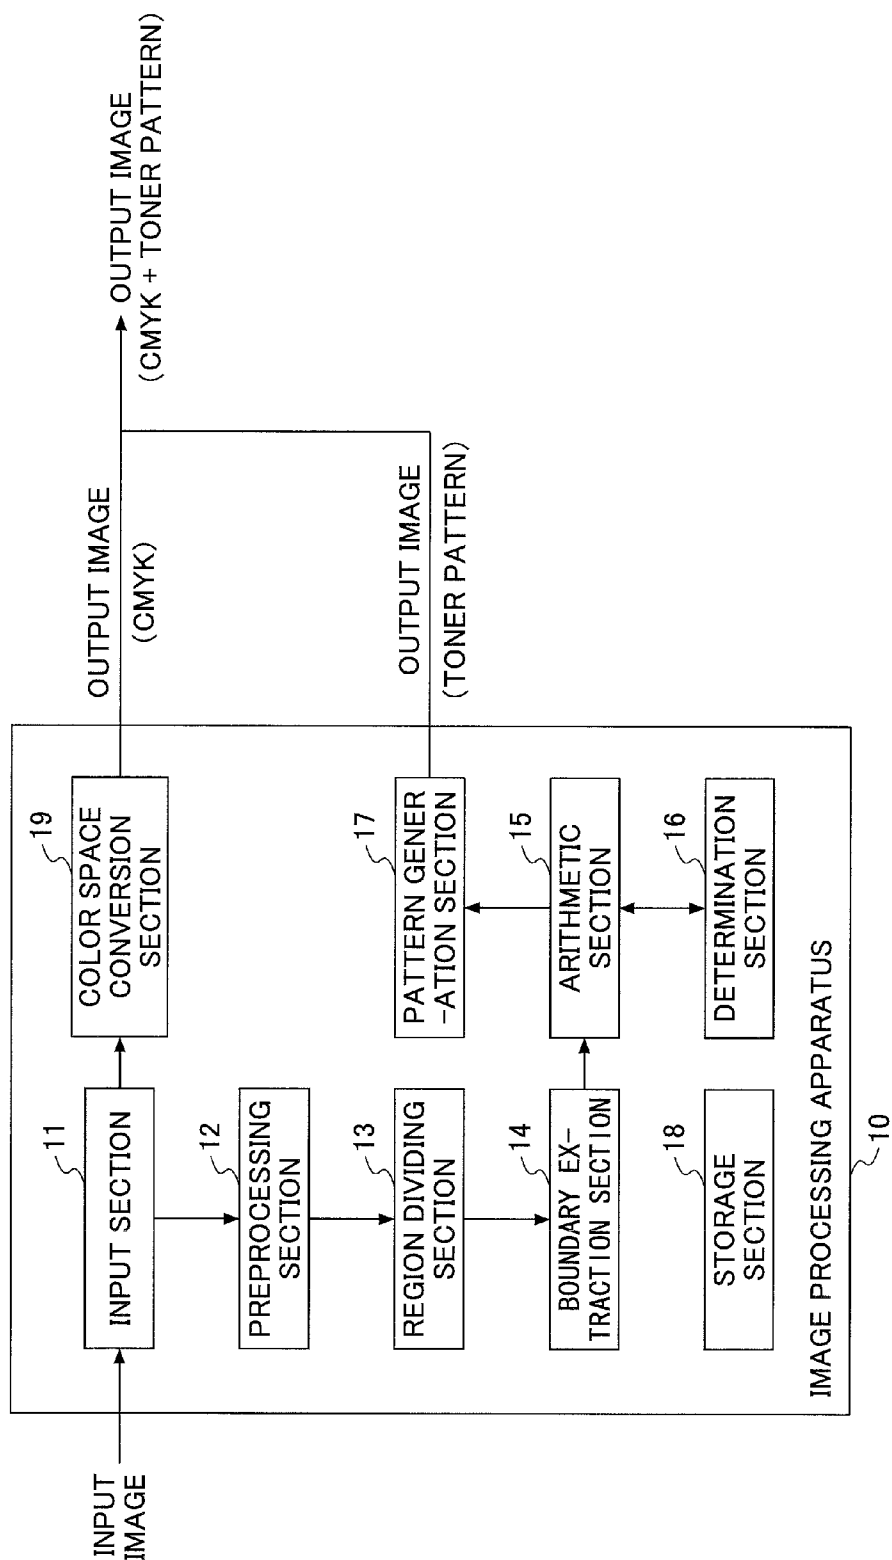 INPUT
IMAGE
11
INPUT SECTION
19
COLOR SPACE
CONVERSION
SECTION
OUTPUT IMAGE
(CMYK)
OUTPUT IMAGE
(CMYK + TONER PATTERN)
12
PREPROCESSING
SECTION
13
REGION DIVIDING
SECTION
17
PATTERN GENER
-ATION SECTION
OUTPUT IMAGE
(TONER PATTERN)
14
BOUNDARY EX-
TRACTION SECTION
15
ARITHMETIC
SECTION
18
STORAGE
SECTION
16
DETERMINATION
SECTION
IMAGE PROCESSING APPARATUS
10